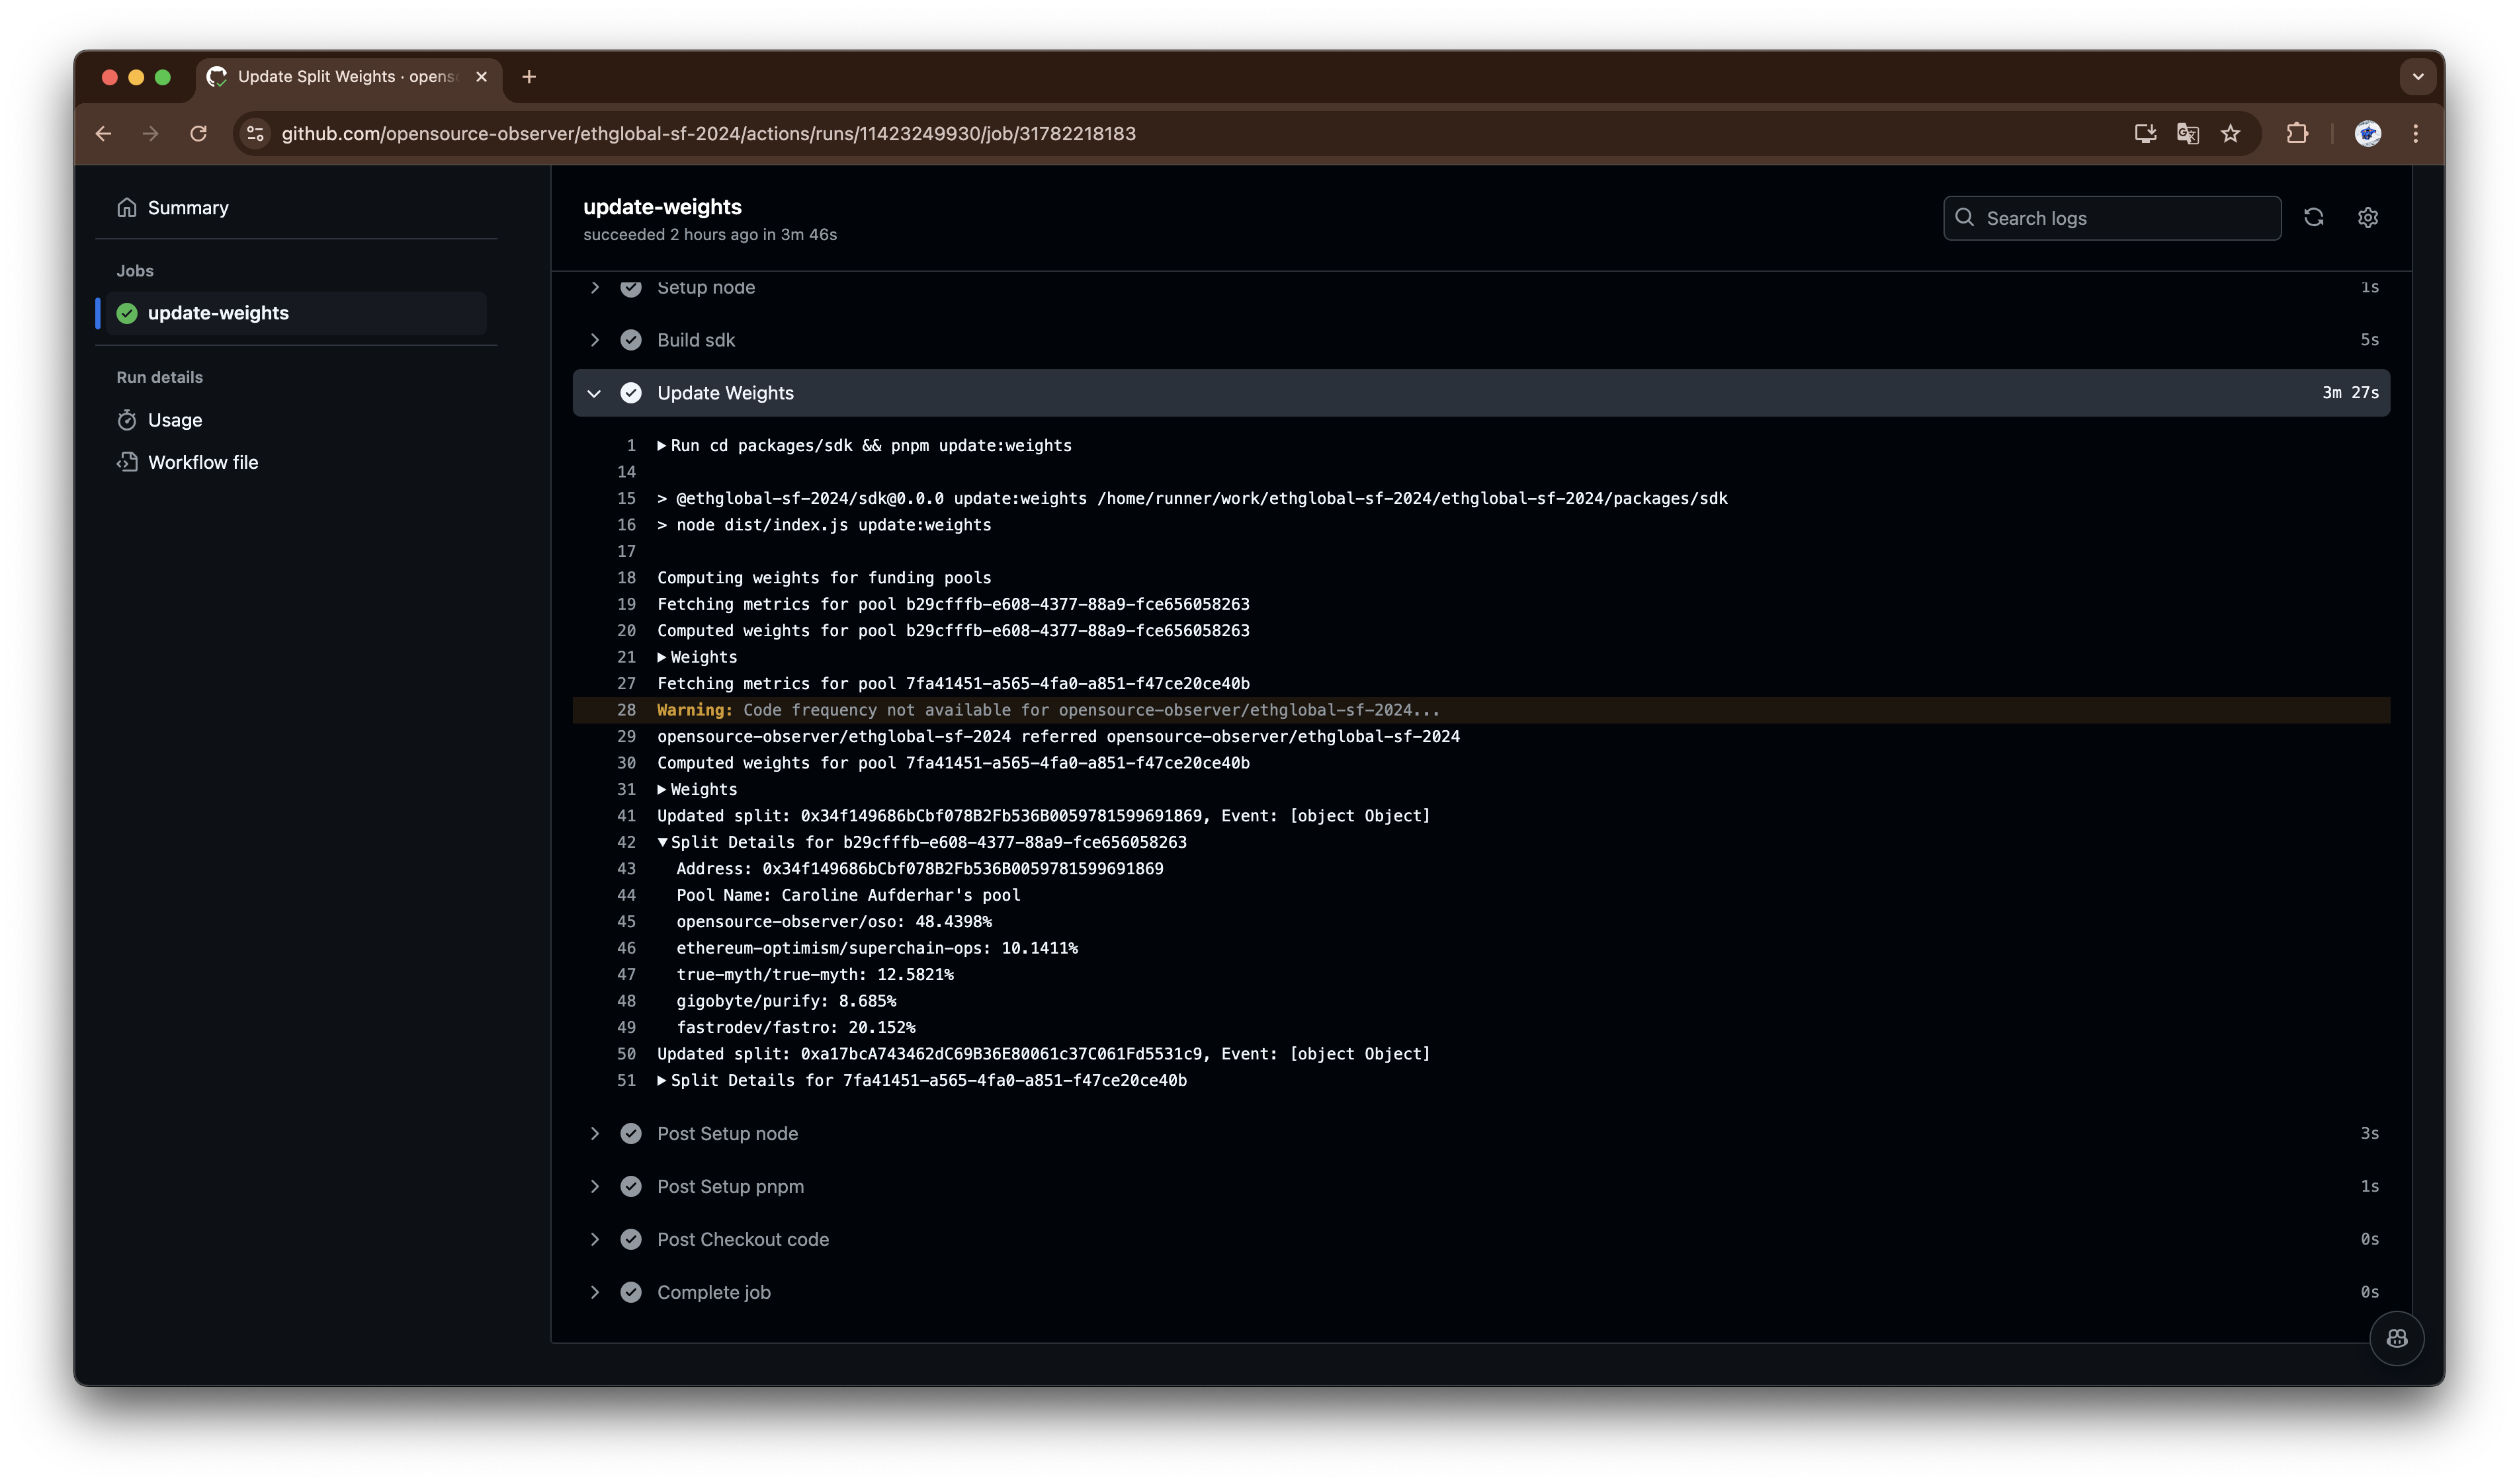 Update Split Weights · openso
github.com/opensource-observer/ethglobal-sf-2024/actions/runs/11423249930/job/31782218183
Summary
Jobs
update-weights
Run details
Usage
Workflow file
update-weights
succeeded 2 hours ago in 3m 46s
Search logs
Setup node 1s
Build sdk 5s
Update Weights 3m 27s
1 Run cd packages/sdk && pnpm update:weights
14
15 > @ethglobal-sf-2024/sdk@0.0.0 update:weights /home/runner/work/ethglobal-sf-2024/ethglobal-sf-2024/packages/sdk
16 > node dist/index.js update:weights
17
18 Computing weights for funding pools
19 Fetching metrics for pool b29cfffb-e608-4377-88a9-fce656058263
20 Computed weights for pool b29cfffb-e608-4377-88a9-fce656058263
21 Weights
27 Fetching metrics for pool 7fa41451-a565-4fa0-a851-f47ce20ce40b
28 Warning: Code frequency not available for opensource-observer/ethglobal-sf-2024...
29 opensource-observer/ethglobal-sf-2024 referred opensource-observer/ethglobal-sf-2024
30 Computed weights for pool 7fa41451-a565-4fa0-a851-f47ce20ce40b
31 Weights
41 Updated split: 0x34f149686bCbf078B2Fb536B0059781599691869, Event: [object Object]
42 Split Details for b29cfffb-e608-4377-88a9-fce656058263
43 Address: 0x34f149686bCbf078B2Fb536B0059781599691869
44 Pool Name: Caroline Aufderhar's pool
45 opensource-observer/oso: 48.4398%
46 ethereum-optimism/superchain-ops: 10.1411%
47 true-myth/true-myth: 12.5821%
48 gigobyte/purify: 8.685%
49 fastrodev/fastro: 20.152%
50 Updated split: 0xa17bcA743462dC69B36E80061c37C061Fd5531c9, Event: [object Object]
51 Split Details for 7fa41451-a565-4fa0-a851-f47ce20ce40b
Post Setup node 3s
Post Setup pnpm 1s
Post Checkout code 0s
Complete job 0s